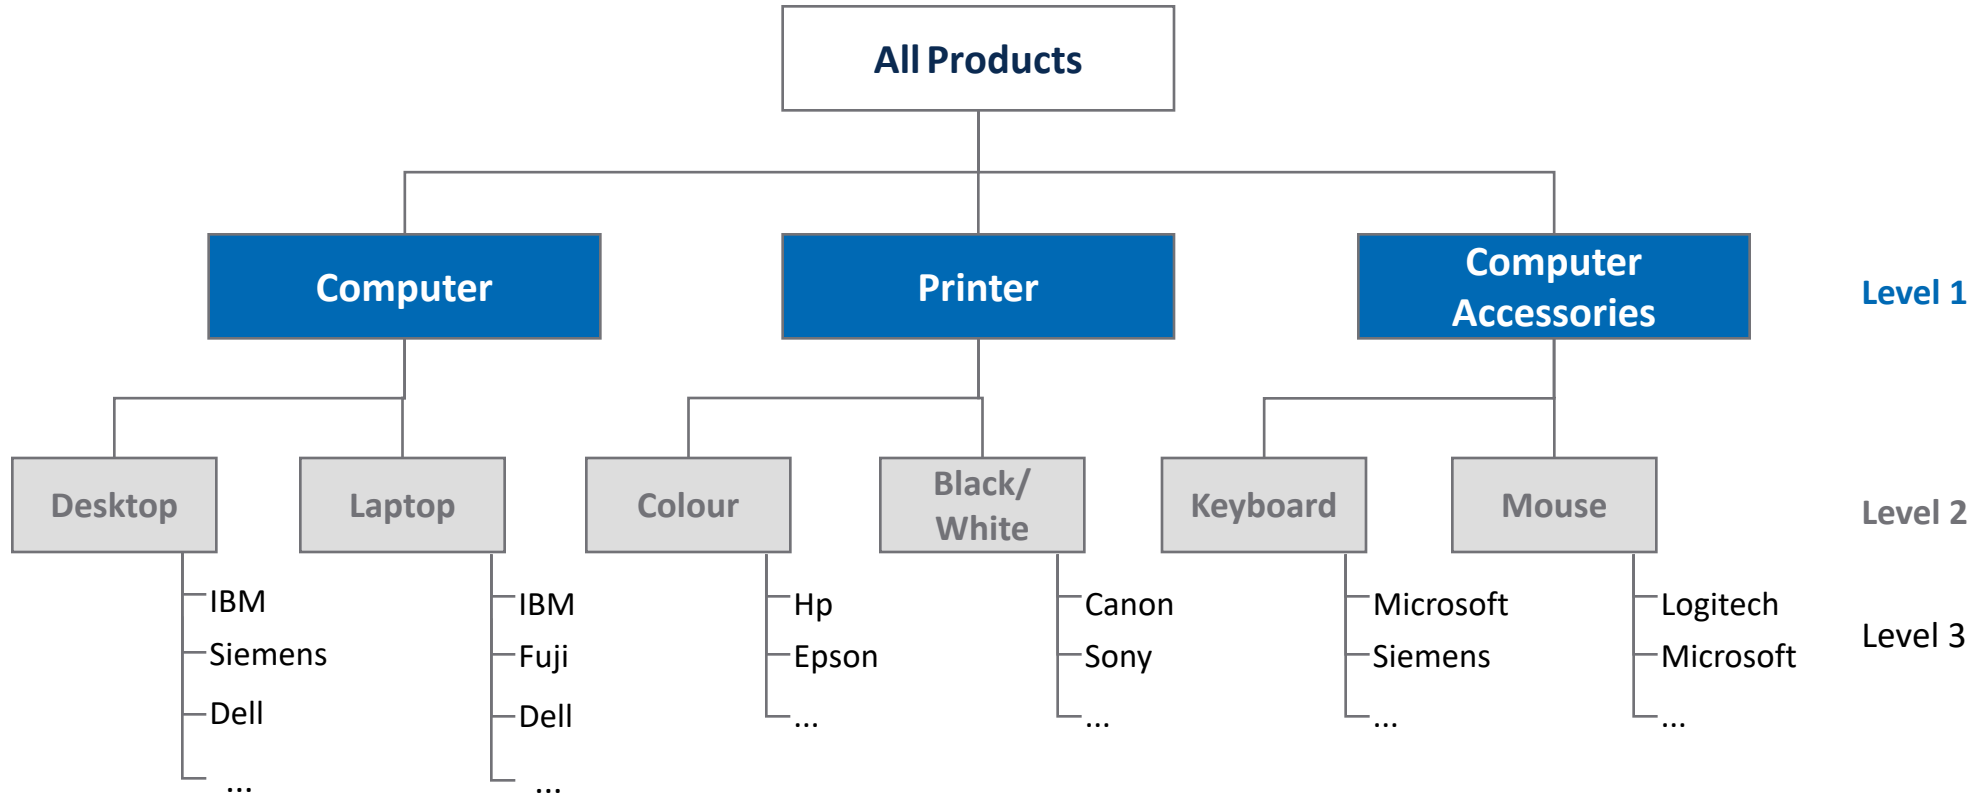 All Products
Computer
Printer
Computer
Accessories
Level 1
Desktop
Laptop
Colour
Black/
White
Keyboard
Mouse
Level 2
IBM
Siemens
Dell
...
IBM
Fuji
Dell
...
Hp
Epson
...
Canon
Sony
...
Microsoft
Siemens
...
Logitech
Microsoft
...
Level 3